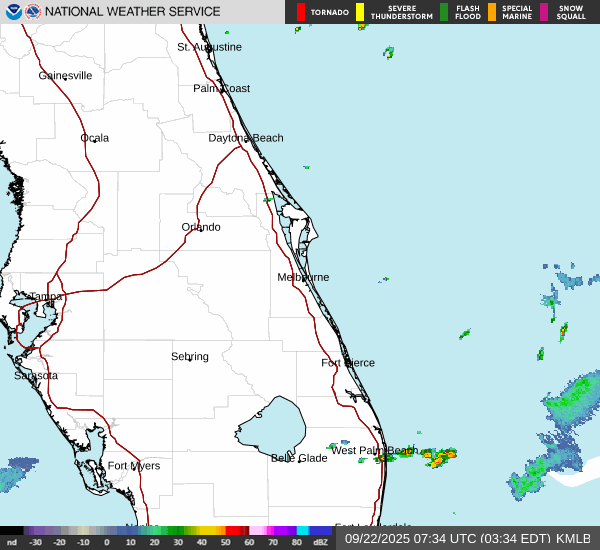 NATIONAL WEATHER SERVICE
TORNADO
SEVERE THUNDERSTORM
FLASH FLOOD
SPECIAL MARINE
SNOW SQUALL
St. Augustine
Gainesville
Palm Coast
Ocala
Daytona Beach
Orlando
Melbourne
Tampa
Sebring
Fort Pierce
Sarasota
West Palm Beach
Belle Glade
Fort Myers
nd -30 -20 -10 0 10 20 30 40 50 60 70 80 dBZ
09/22/2025 07:34 UTC (03:34 EDT) KMLB